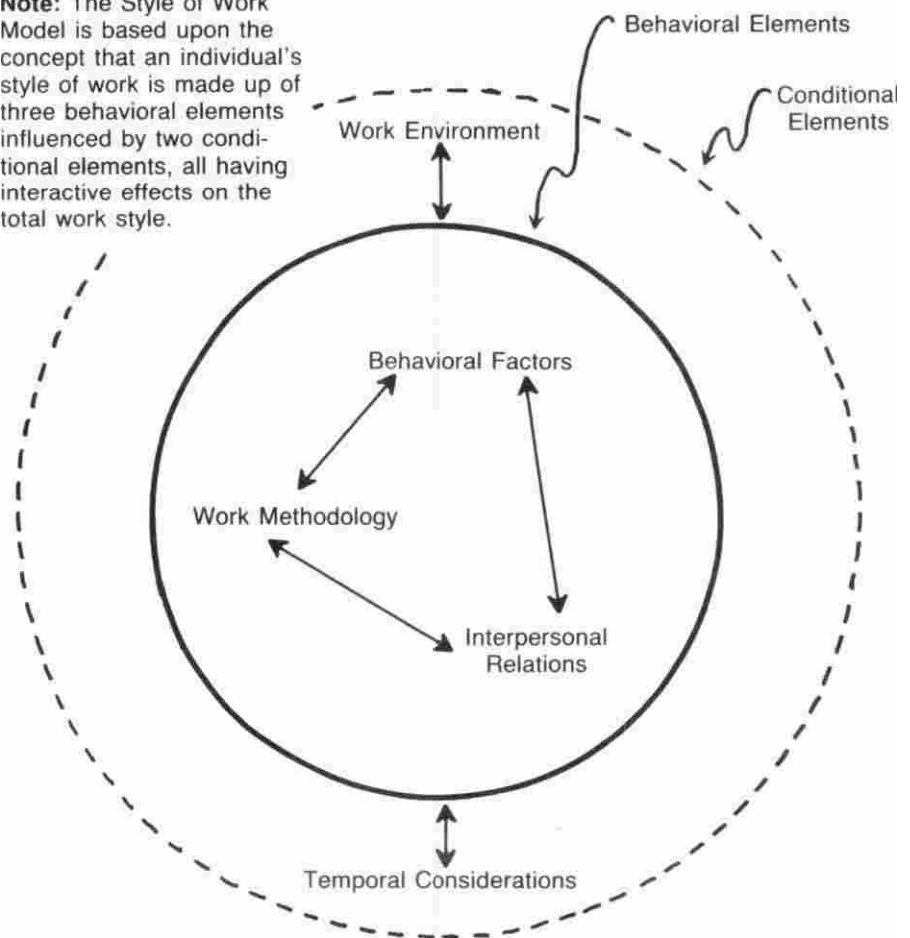 Note: The Style of Work
Model is based upon the
concept that an individual's
style of work is made up of
three behavioral elements
influenced by two condi-
tional elements, all having
interactive effects on the
total work style.
Behavioral Elements
Conditional
Elements
Work Environment
Behavioral Factors
Work Methodology
Interpersonal
Relations
Temporal Considerations